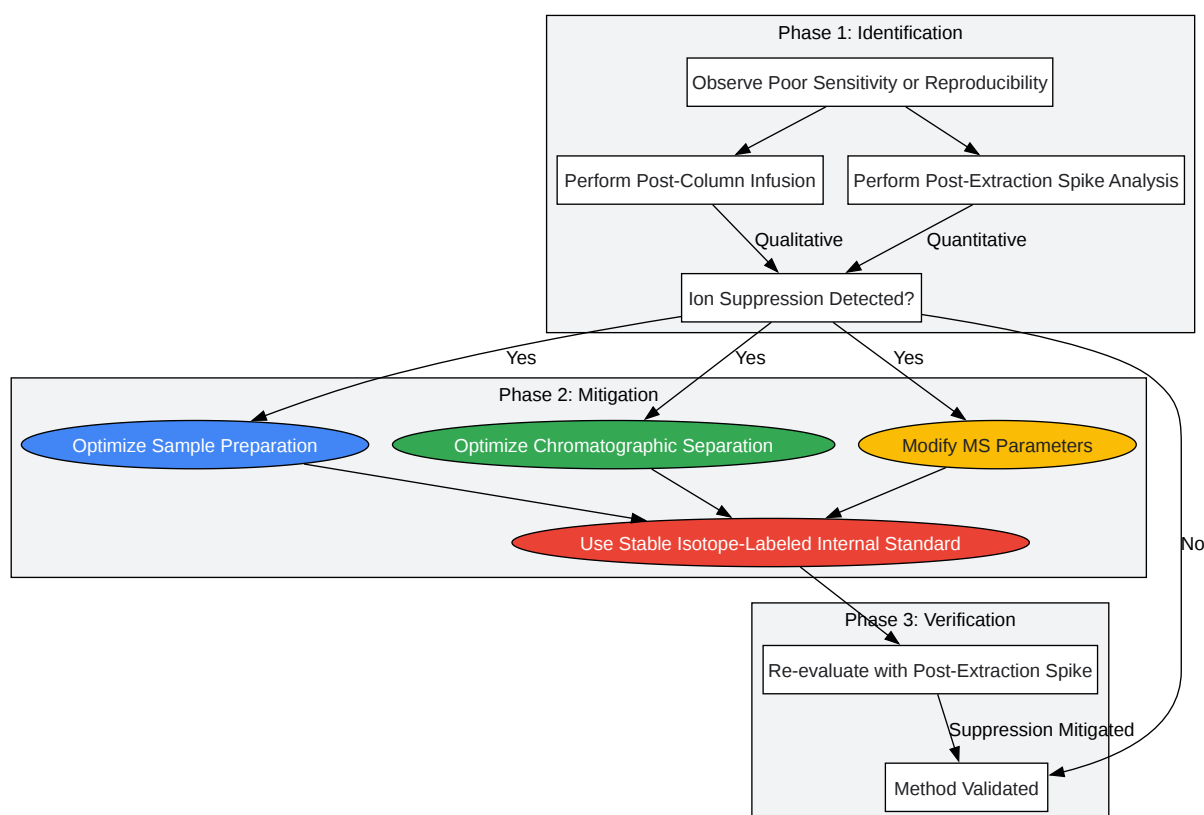 Phase 1: Identification
Observe Poor Sensitivity or Reproducibility
Perform Post-Column Infusion
Perform Post-Extraction Spike Analysis
Qualitative
Quantitative
Ion Suppression Detected?
Yes
Yes
Yes
Phase 2: Mitigation
Optimize Sample Preparation
Optimize Chromatographic Separation
Modify MS Parameters
Use Stable Isotope-Labeled Internal Standard
No
Phase 3: Verification
Re-evaluate with Post-Extraction Spike
Suppression Mitigated
Method Validated